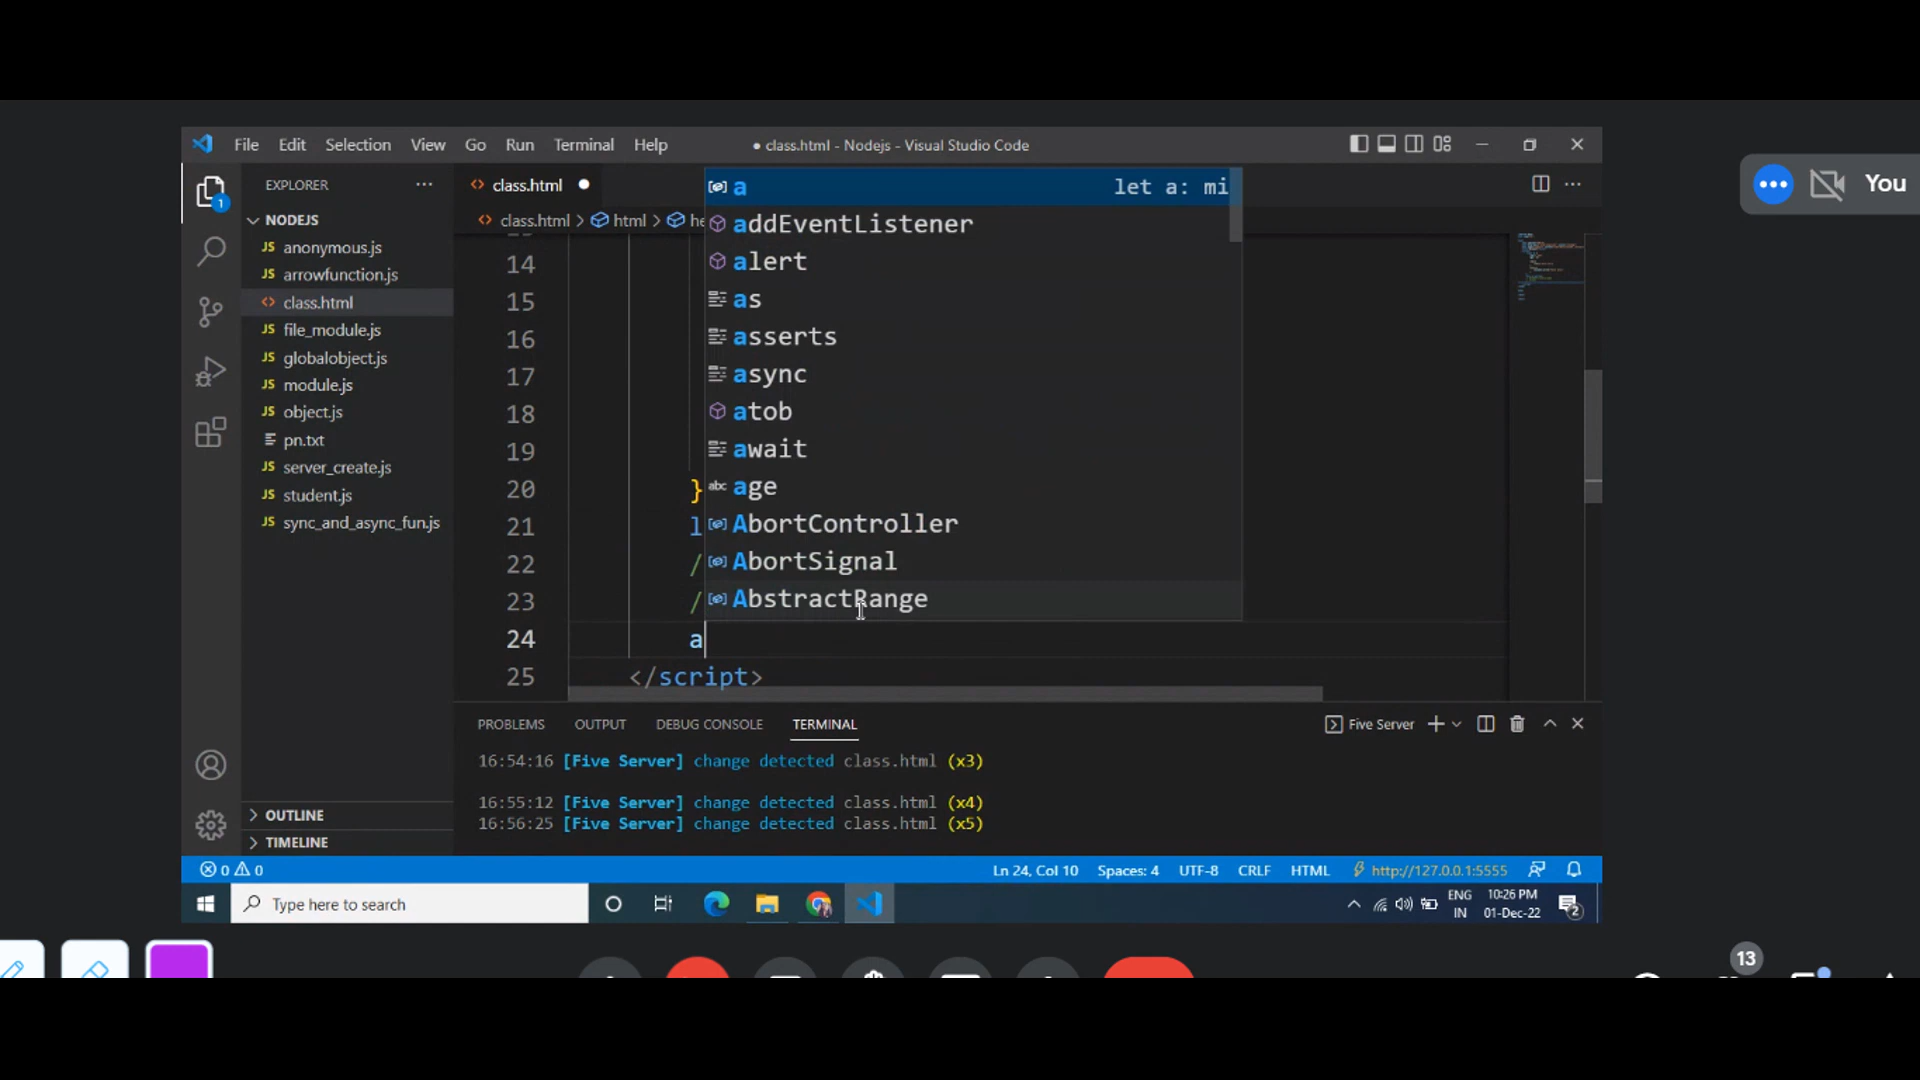 File Edit Selection View Go Run Terminal Help
● class.html - Nodejs - Visual Studio Code
EXPLORER
NODEJS
anonymous.js
arrowfunction.js
class.html
file_module.js
globalobject.js
module.js
object.js
pn.txt
server_create.js
student.js
sync_and_async_fun.js
OUTLINE
TIMELINE
class.html
class.html > html > he
14
15
16
17
18
19
20 }
21 l
22 /
23 /
24 a
25 </script>
a let a: mi
addEventListener
alert
as
asserts
async
atob
await
age
AbortController
AbortSignal
AbstractRange
PROBLEMS OUTPUT DEBUG CONSOLE TERMINAL
Five Server
16:54:16 [Five Server] change detected class.html (x3)
16:55:12 [Five Server] change detected class.html (x4)
16:56:25 [Five Server] change detected class.html (x5)
0 0 Ln 24, Col 10 Spaces: 4 UTF-8 CRLF HTML http://127.0.0.1:5555
Type here to search
ENG
IN
10:26 PM
01-Dec-22
2
1
You
13